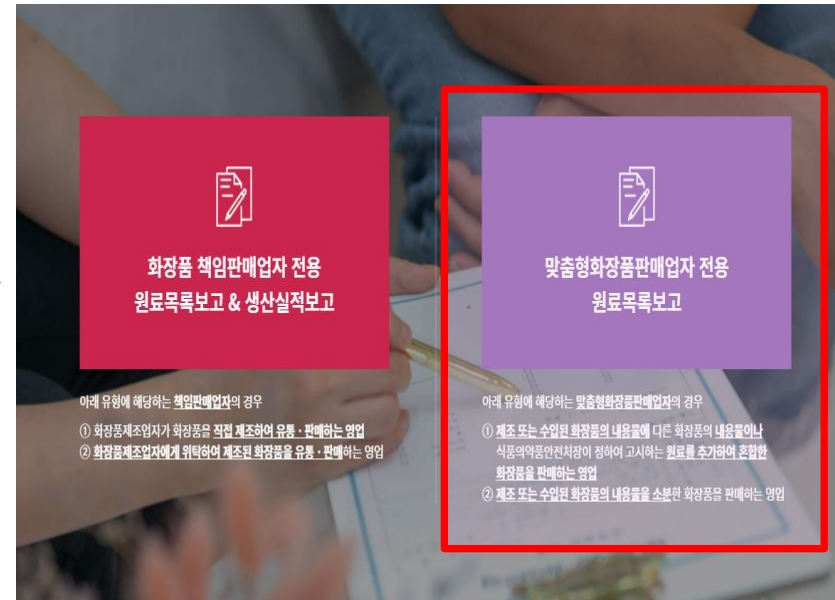 화장품 책임판매업자 전용
원료목록보고 & 생산실적보고
아래 유형에 해당하는 책임판매업자의 경우
① 화장품제조업자가 화장품을 직접 제조하여 유통・판매하는 영업
② 화장품제조업자에게 위탁하여 제조된 화장품을 유통・판매하는 영업
맞춤형화장품판매업자 전용
원료목록보고
아래 유형에 해당하는 맞춤형화장품판매업자의 경우
① 제조 또는 수입된 화장품의 내용물에 다른 화장품의 내용물이나
식품의약품안전처장이 정하여 고시하는 원료를 추가하여 혼합한
화장품을 판매하는 영업
② 제조 또는 수입된 화장품의 내용물을 소분한 화장품을 판매하는 영업